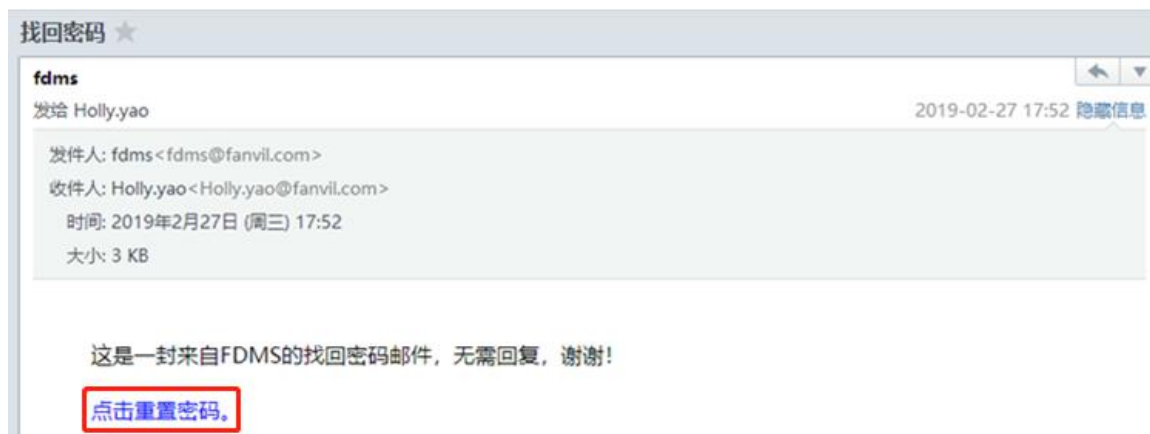 找回密码
fdms
发给 Holly.yao
2019-02-27 17:52 隐藏信息
发件人: fdms<fdms@fanvil.com>
收件人: Holly.yao<Holly.yao@fanvil.com>
时间: 2019年2月27日 (周三) 17:52
大小: 3 KB
这是一封来自FDMS的找回密码邮件，无需回复，谢谢！
点击重置密码。